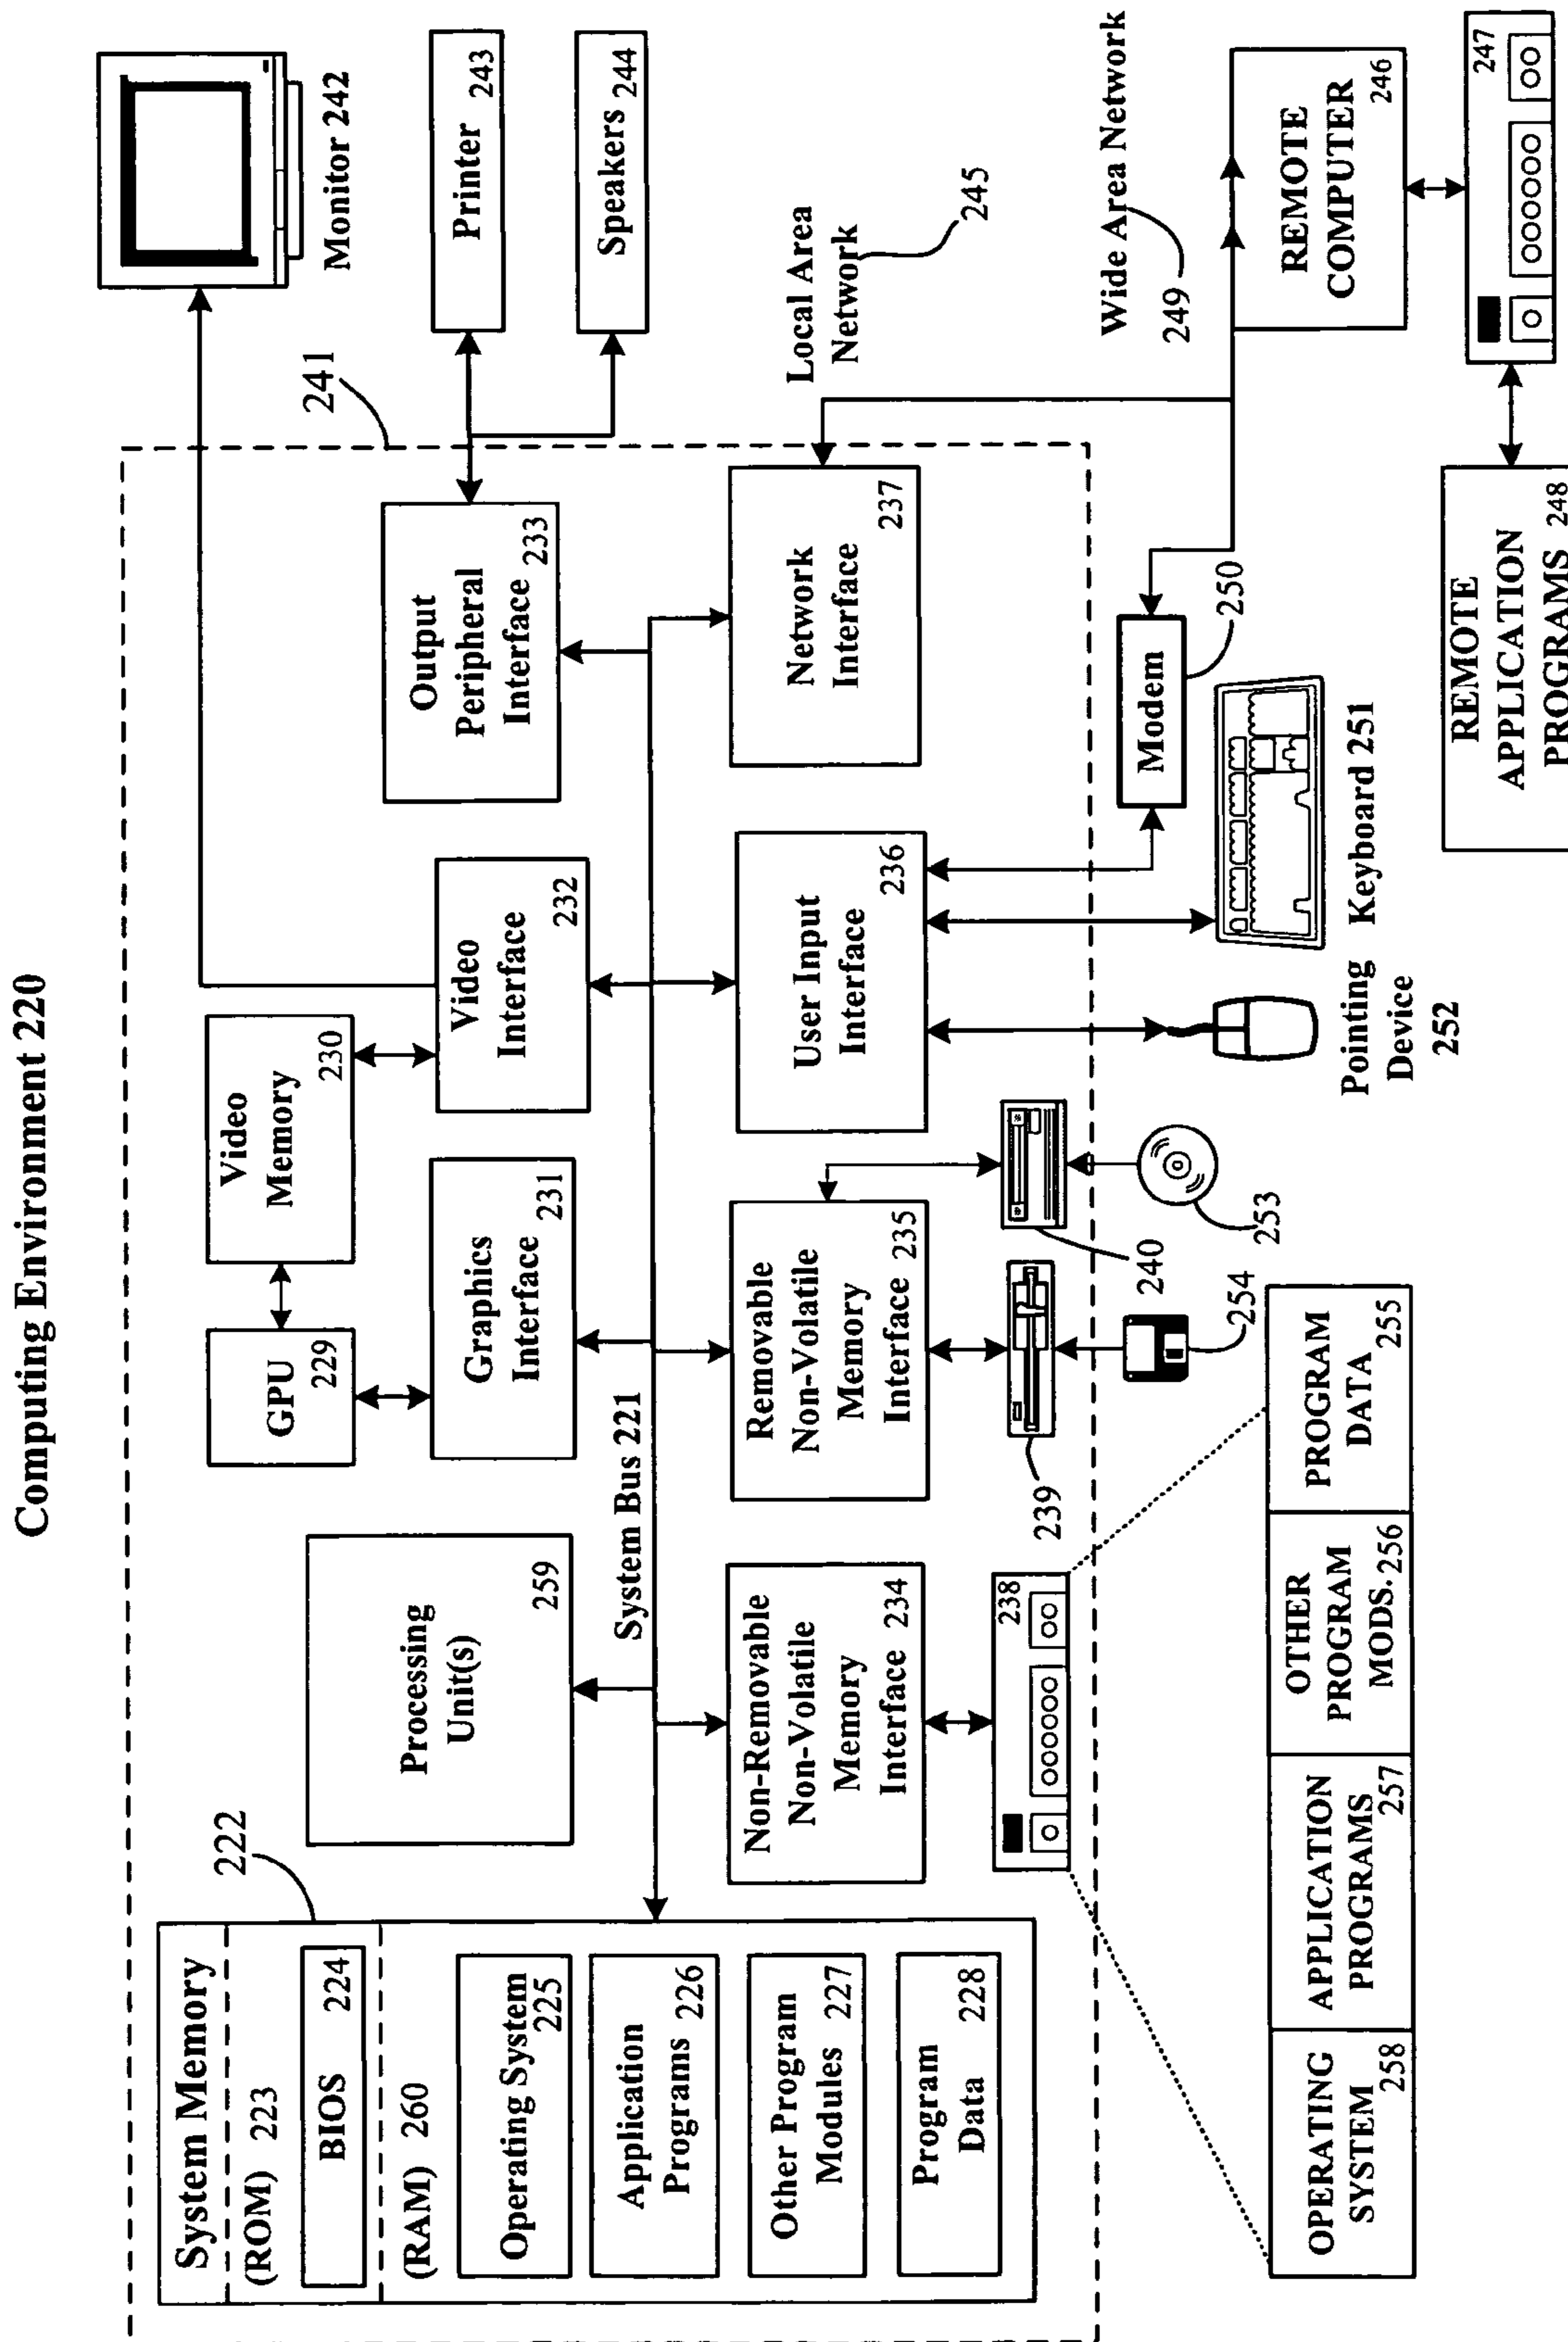 Computing Environment 220
System Memory
(ROM) 223
BIOS 224
(RAM) 260
Operating System
225
Application
Programs 226
Other Program
Modules 227
Program
Data 228
222
Processing
Unit(s)
259
System Bus 221
GPU
229
Video
Memory
230
Graphics
Interface
231
Video
Interface
232
Output
Peripheral
Interface 233
241
Monitor 242
Printer
243
Speakers
244
Non-Removable
Non-Volatile
Memory
Interface 234
Removable
Non-Volatile
Memory
Interface 235
User Input
Interface
236
Network
Interface
237
Local Area
Network
245
238
239
240
254
253
Pointing
Device
252
Keyboard 251
Modem
250
Wide Area Network
249
REMOTE
COMPUTER
246
247
REMOTE
APPLICATION
PROGRAMS 248
OPERATING
SYSTEM
258
APPLICATION
PROGRAMS
257
OTHER
PROGRAM
MODS. 256
PROGRAM
DATA
255